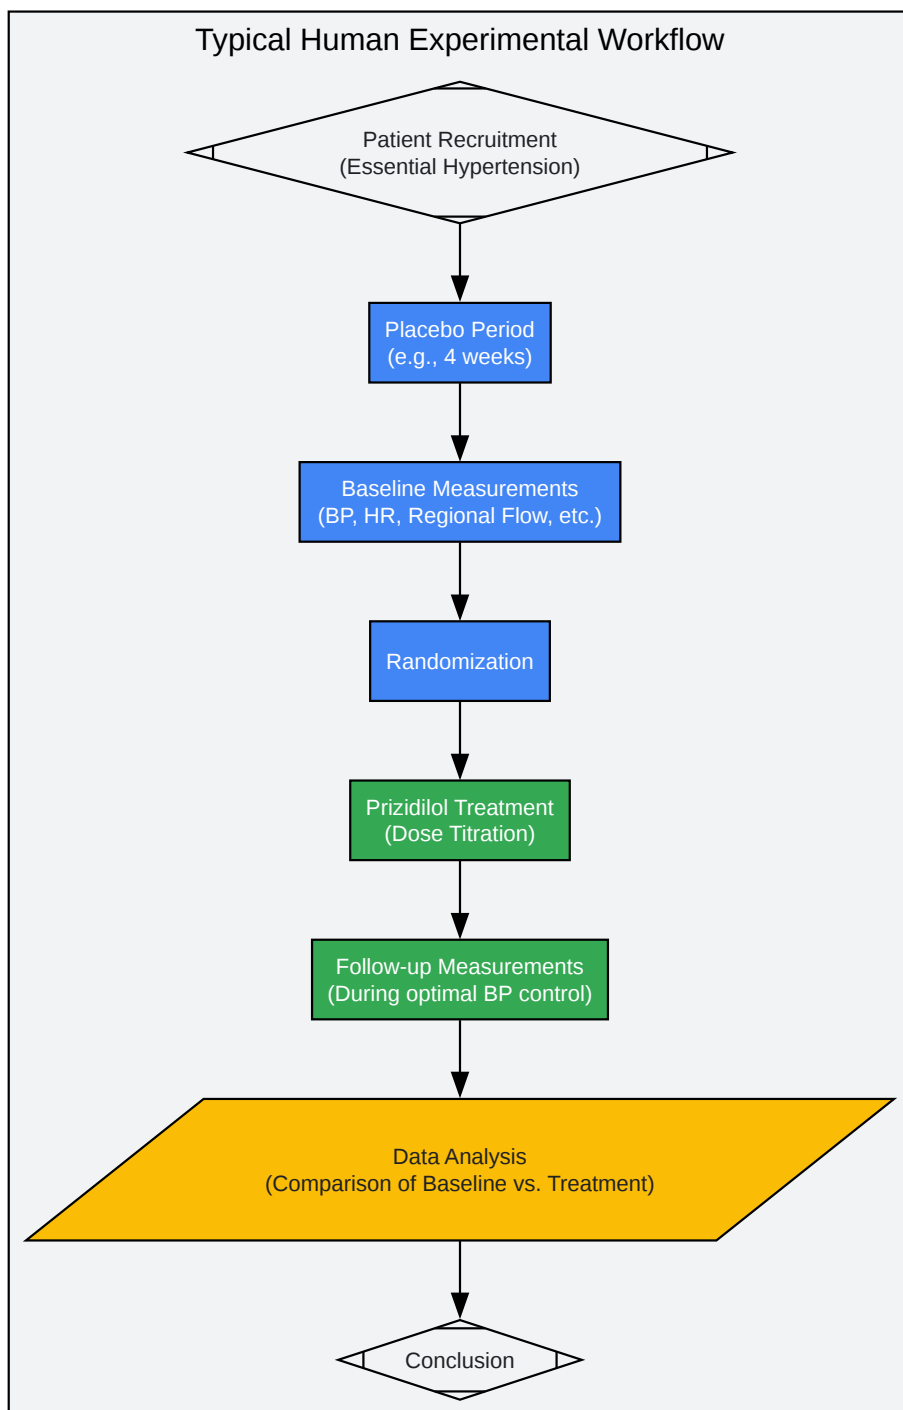 Typical Human Experimental Workflow
Patient Recruitment
(Essential Hypertension)
Placebo Period
(e.g., 4 weeks)
Baseline Measurements
(BP, HR, Regional Flow, etc.)
Randomization
Prizidilol Treatment
(Dose Titration)
Follow-up Measurements
(During optimal BP control)
Data Analysis
(Comparison of Baseline vs. Treatment)
Conclusion